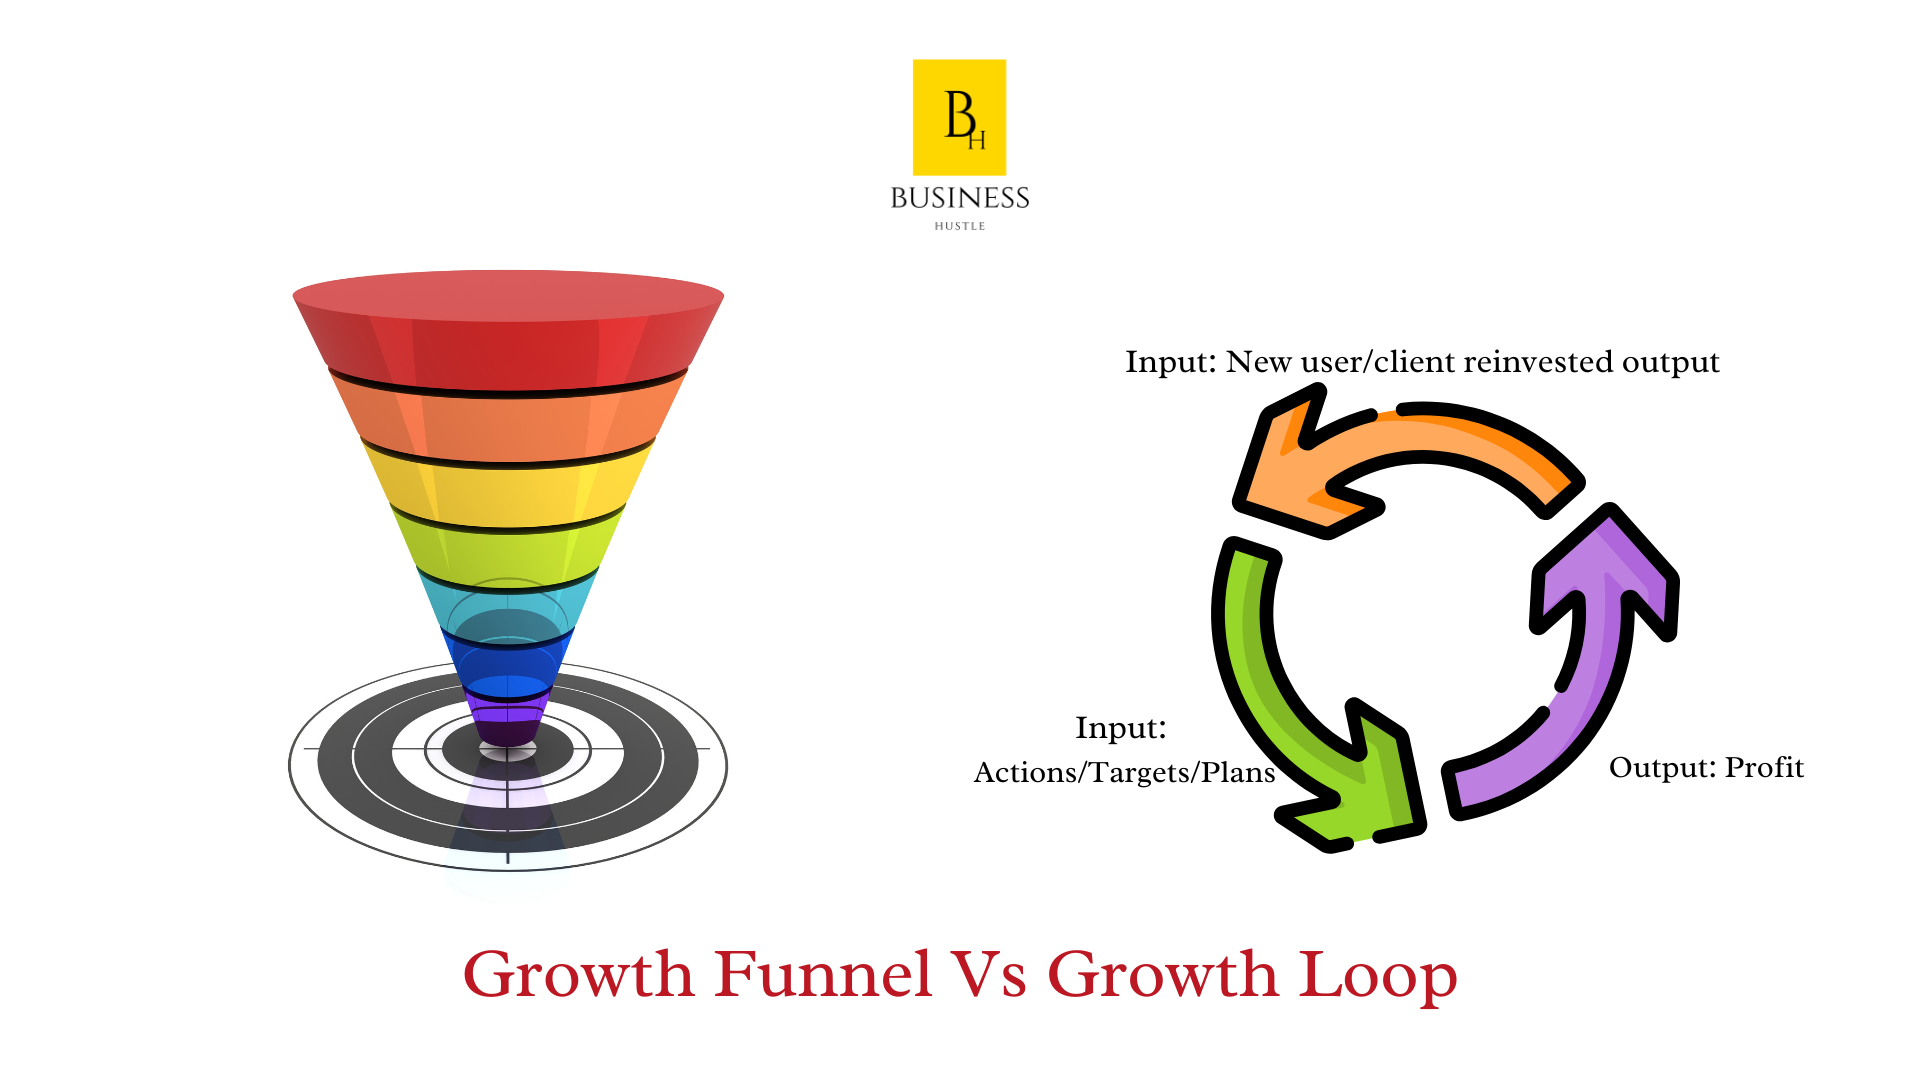 B
H
BUSINESS
HUSTLE
Input: New user/client reinvested output
Input:
Actions/Targets/Plans
Output: Profit
Growth Funnel Vs Growth Loop